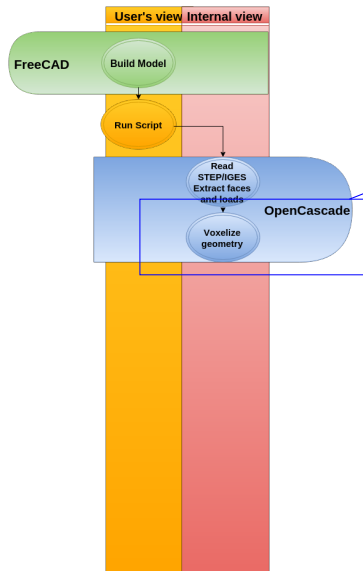 User's view Internal view
FreeCAD
Build Model
Run Script
Read
STEP/IGES
Extract faces
and loads
OpenCascade
Voxelize
geometry